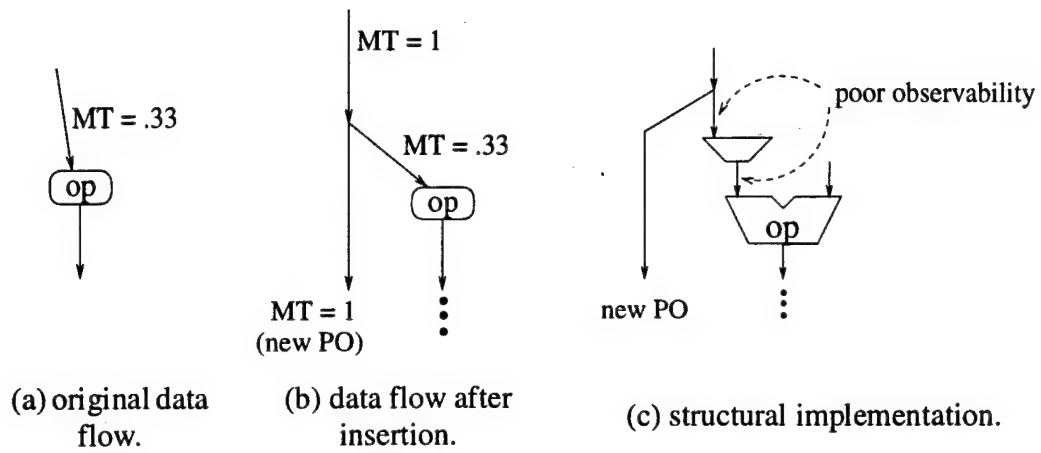 MT = .33
op
(a) original data
flow.
MT = 1
MT = .33
op
MT = 1
(new PO)
(b) data flow after
insertion.
poor observability
op
new PO
(c) structural implementation.